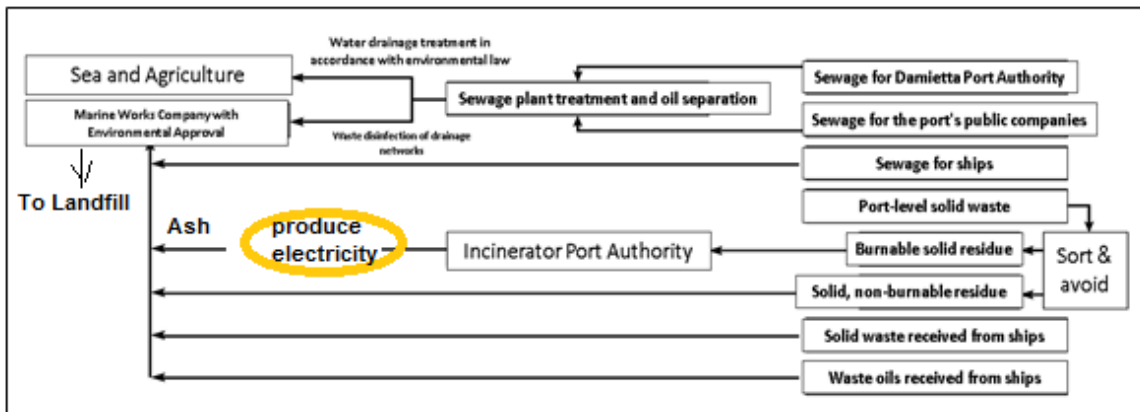 Water drainage treatment in
accordance with environmental law
Sea and Agriculture
Sewage for Damietta Port Authority
Sewage plant treatment and oil separation
Marine Works Company with
Environmental Approval
Sewage for the port's public companies
Waste disinfection of drainage
networks
Sewage for ships
To Landfill
Port-level solid waste
Ash
produce
electricity
Incinerator Port Authority
Burnable solid residue
Sort &
avoid
Solid, non-burnable residue
Solid waste received from ships
Waste oils received from ships